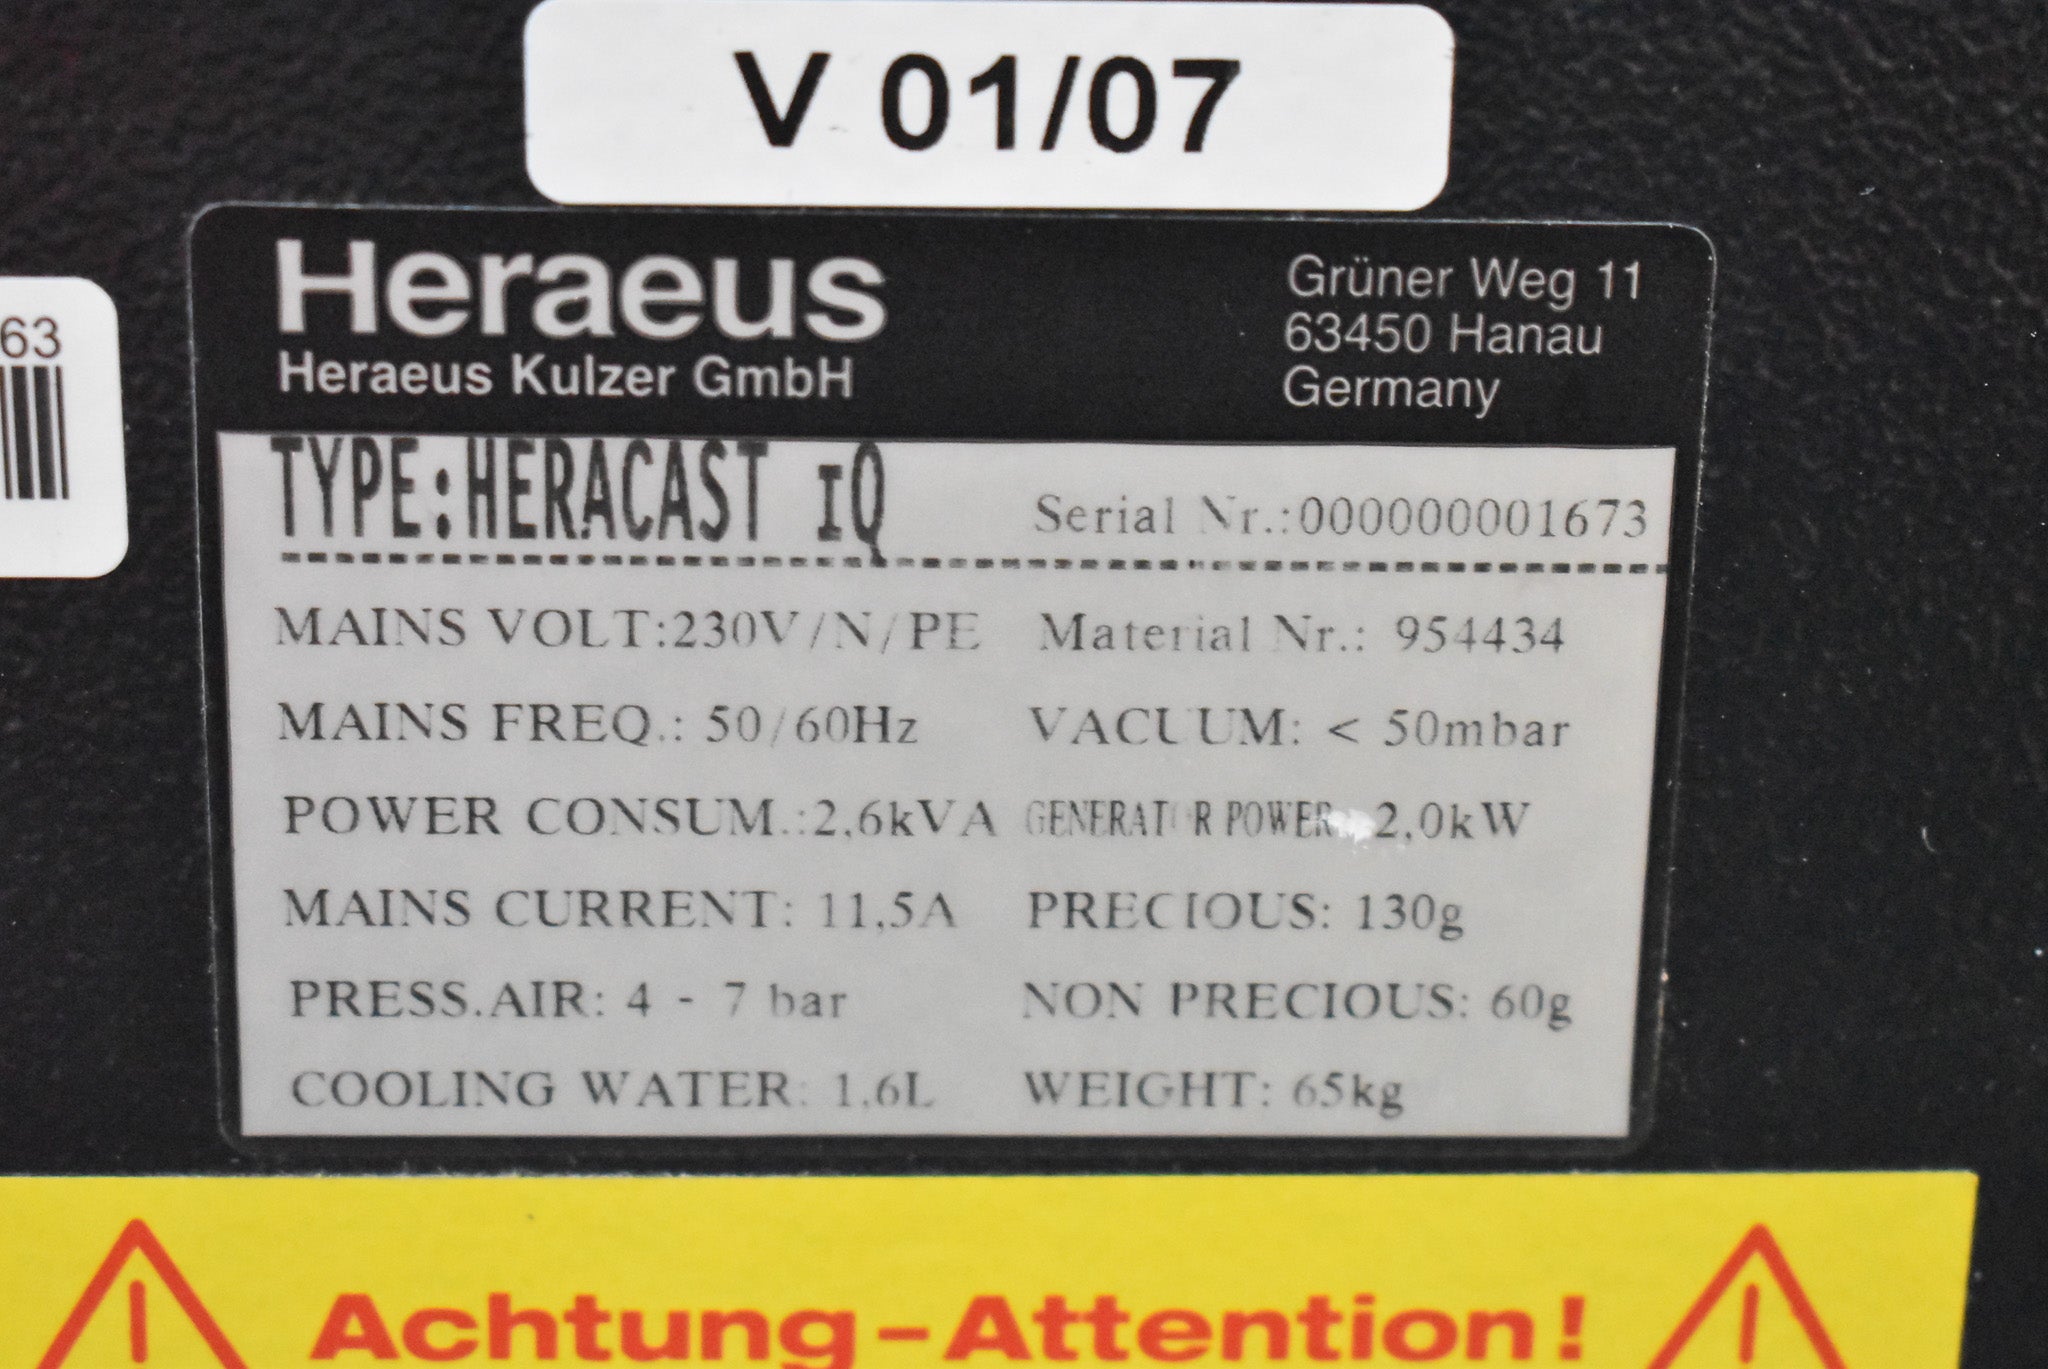 V 01/07
Heraeus
Heraeus Kulzer GmbH
Grüner Weg 11
63450 Hanau
Germany
63
TYPE:HERACAST IQ Serial Nr.:000000001673
MAINS VOLT:230V/N/PE Material Nr.: 954434
MAINS FREQ.: 50/60Hz VACUUM: < 50mbar
POWER CONSUM.:2,6kVA GENERATOR POWER: 2,0kW
MAINS CURRENT: 11,5A PRECIOUS: 130g
PRESS.AIR: 4 - 7 bar NON PRECIOUS: 60g
COOLING WATER: 1,6L WEIGHT: 65kg
Achtung-Attention!